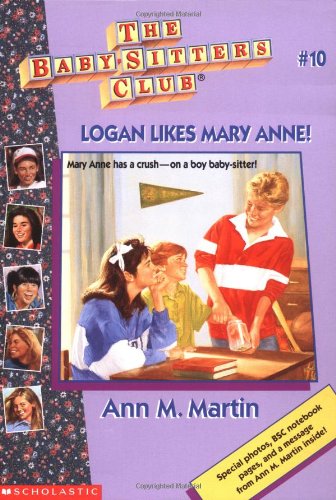 THE
BABY-SITTERS
CLUB®
#10
LOGAN LIKES MARY ANNE!
Mary Anne has a crush—on a boy baby-sitter!
Ann M. Martin
Special photos, BSC notebook
pages, and a message
from Ann M. Martin inside!
SCHOLASTIC